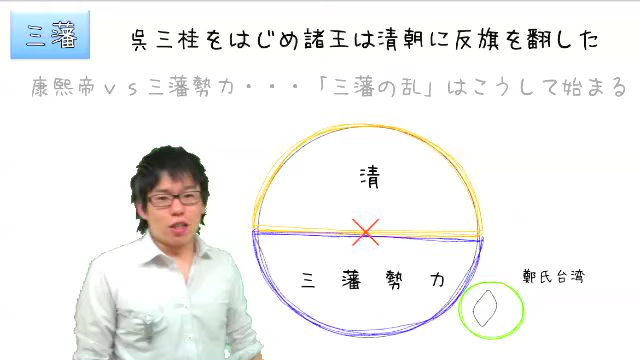 三藩
呉三桂をはじめ諸王は清朝に反旗を翻した
康熙帝ｖｓ三藩勢力・・・「三藩の乱」はこうして始まる
清
三藩勢力
鄭氏台湾